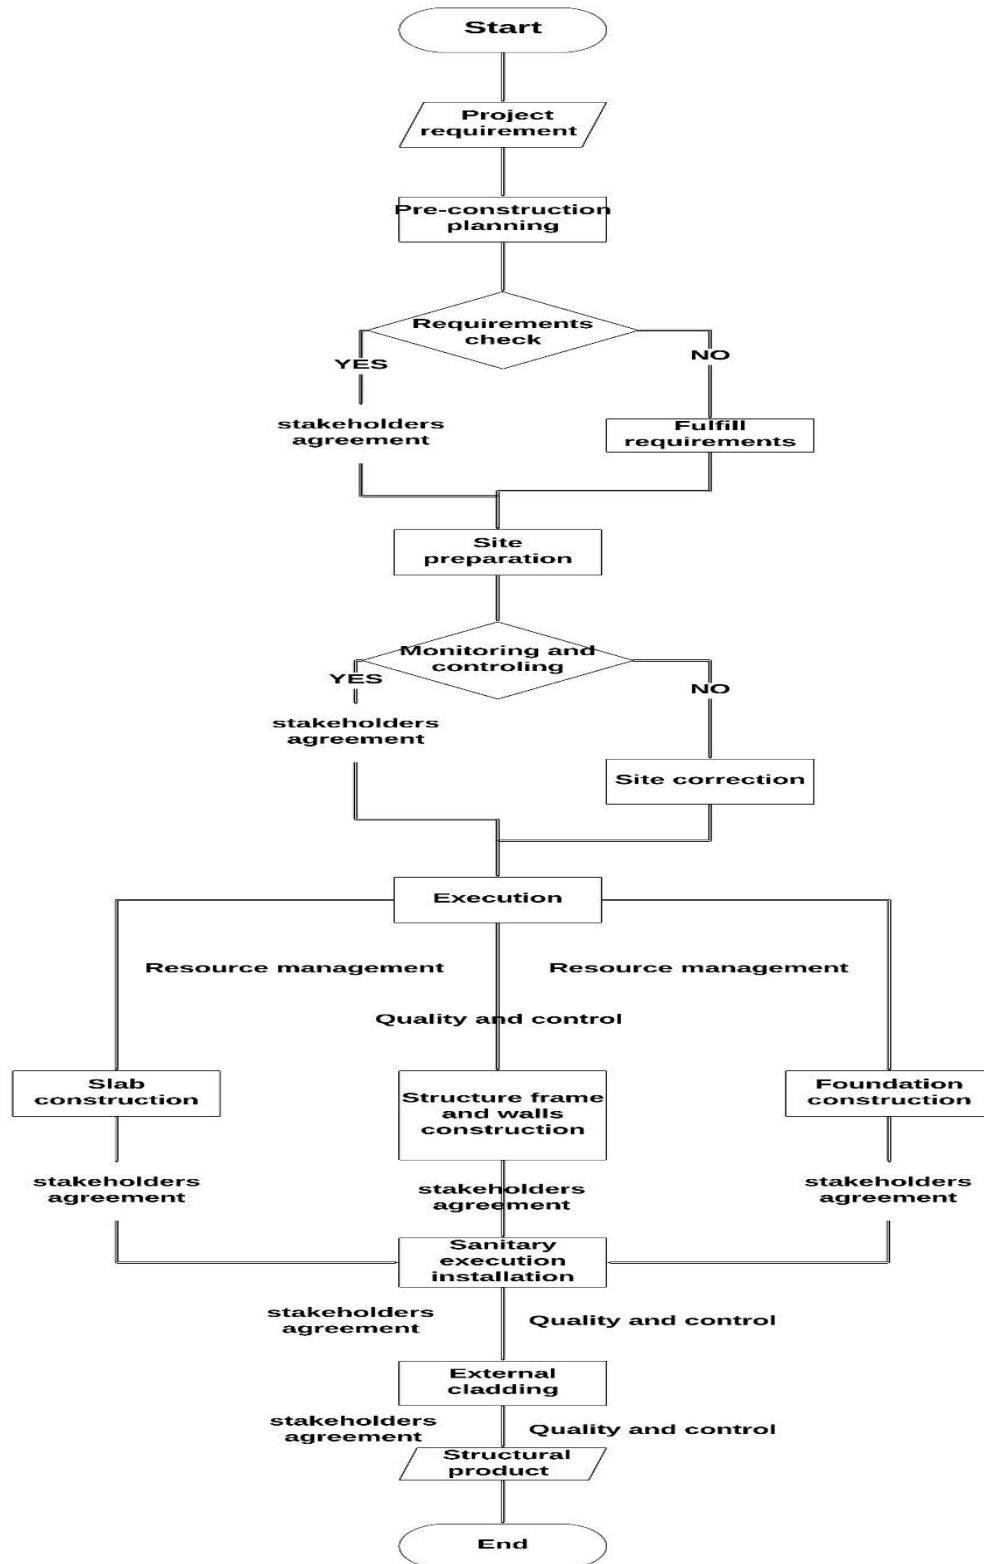 Start
Project
requirement
Pre-construction
planning
Requirements
check
YES
NO
stakeholders
agreement
Fulfill
requirements
Site
preparation
Monitoring and
controling
YES
NO
stakeholders
agreement
Site correction
Execution
Resource management
Resource management
Quality and control
Slab
construction
Structure frame
and walls
construction
Foundation
construction
stakeholders
agreement
stakeholders
agreement
stakeholders
agreement
Sanitary
execution
installation
stakeholders
agreement
Quality and control
External
cladding
stakeholders
agreement
Quality and control
Structural
product
End